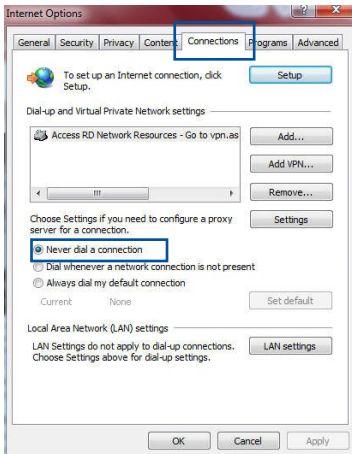 Internet Options
General Security Privacy Content Connections Programs Advanced
To set up an Internet connection, click
Setup.
Setup
Dial-up and Virtual Private Network settings
Access RD Network Resources - Go to vpn.as
Add...
Add VPN...
Remove...
Choose Settings if you need to configure a proxy
server for a connection.
Settings
Never dial a connection
Dial whenever a network connection is not present
Always dial my default connection
Current None
Set default
Local Area Network (LAN) settings
LAN Settings do not apply to dial-up connections.
Choose Settings above for dial-up settings.
LAN settings
OK Cancel Apply